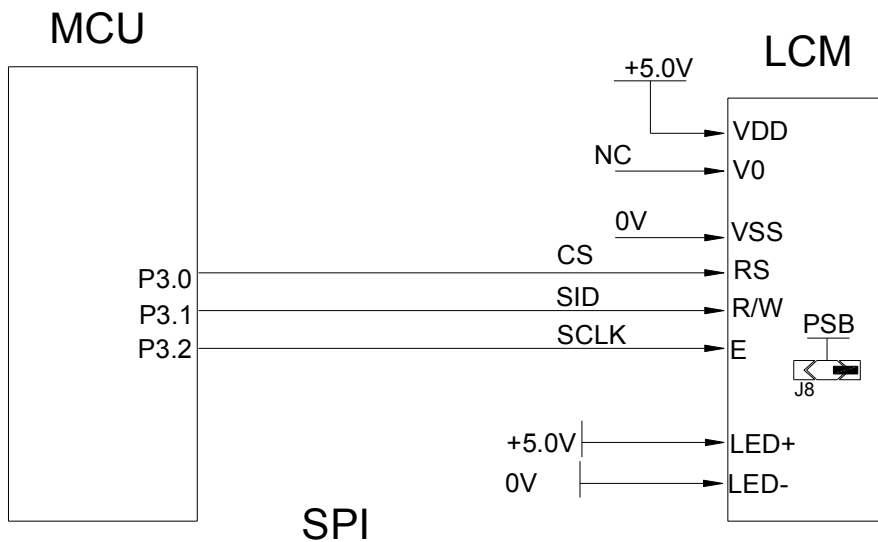 MCU
LCM
+5.0V
VDD
NC
V0
0V
VSS
P3.0
CS
RS
P3.1
SID
R/W
P3.2
SCLK
E
PSB
J8
+5.0V
LED+
0V
LED-
SPI